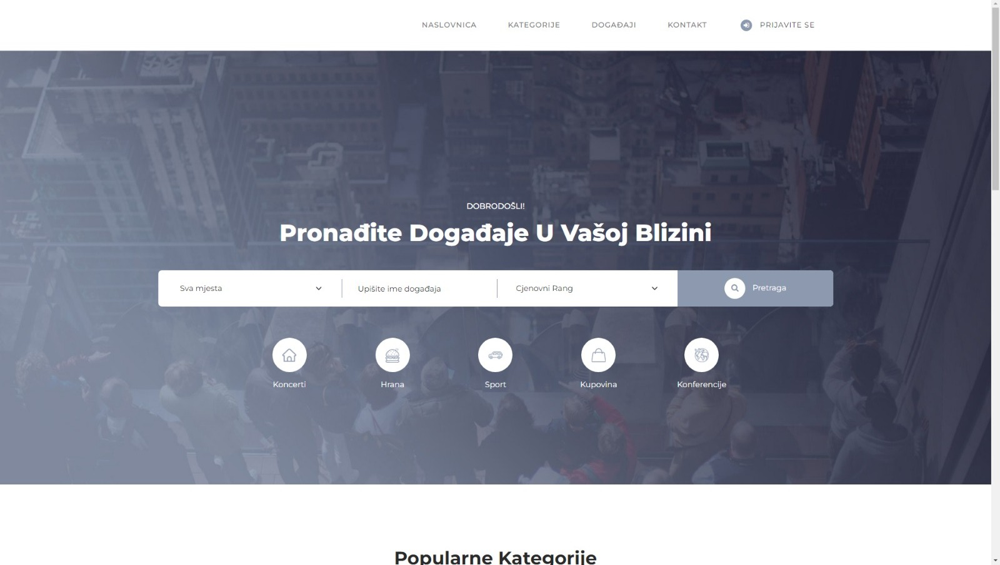 NASLOVNICA KATEGORIJE DOGAĐAJI KONTAKT PRIJAVITE SE
DOBRODOŠLI!
Pronađite Događaje U Vašoj Blizini
Sva mjesta Upišite ime događaja Cjenovni Rang Pretraga
Koncerti Hrana Sport Kupovina Konferencije
Popularne Kategorije